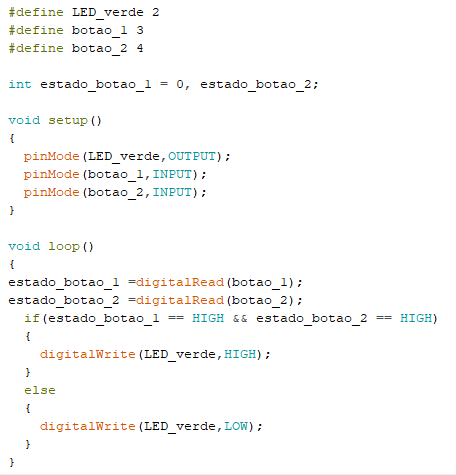 #define LED_verde 2
#define botao_1 3
#define botao_2 4
int estado_botao_1 = 0, estado_botao_2;
void setup()
{
pinMode(LED_verde,OUTPUT);
pinMode(botao_1,INPUT);
pinMode(botao_2,INPUT);
}
void loop()
{
estado_botao_1 =digitalRead(botao_1);
estado_botao_2 =digitalRead(botao_2);
if(estado_botao_1 == HIGH && estado_botao_2 == HIGH)
{
digitalWrite(LED_verde,HIGH);
}
else
{
digitalWrite(LED_verde,LOW);
}
}